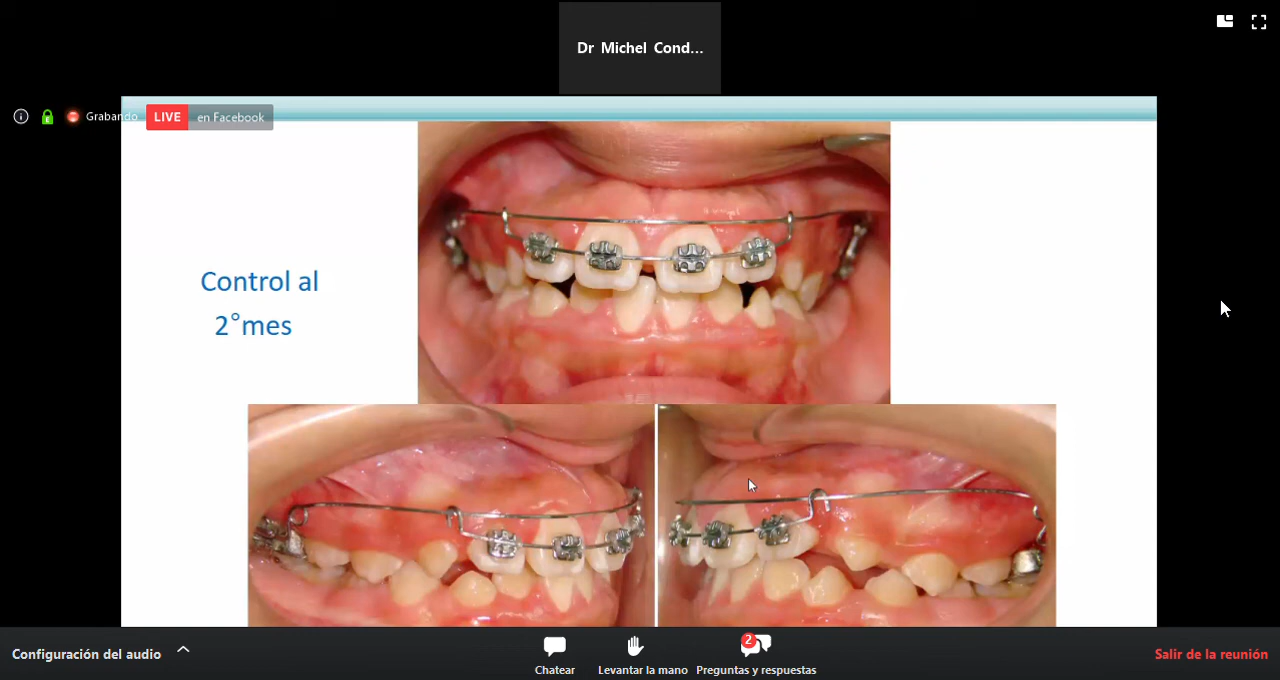 Dr Michel Cond...
Grabando
LIVE en Facebook
Control al
2°mes
Configuración del audio
Chatear
Levantar la mano
2
Preguntas y respuestas
Salir de la reunión